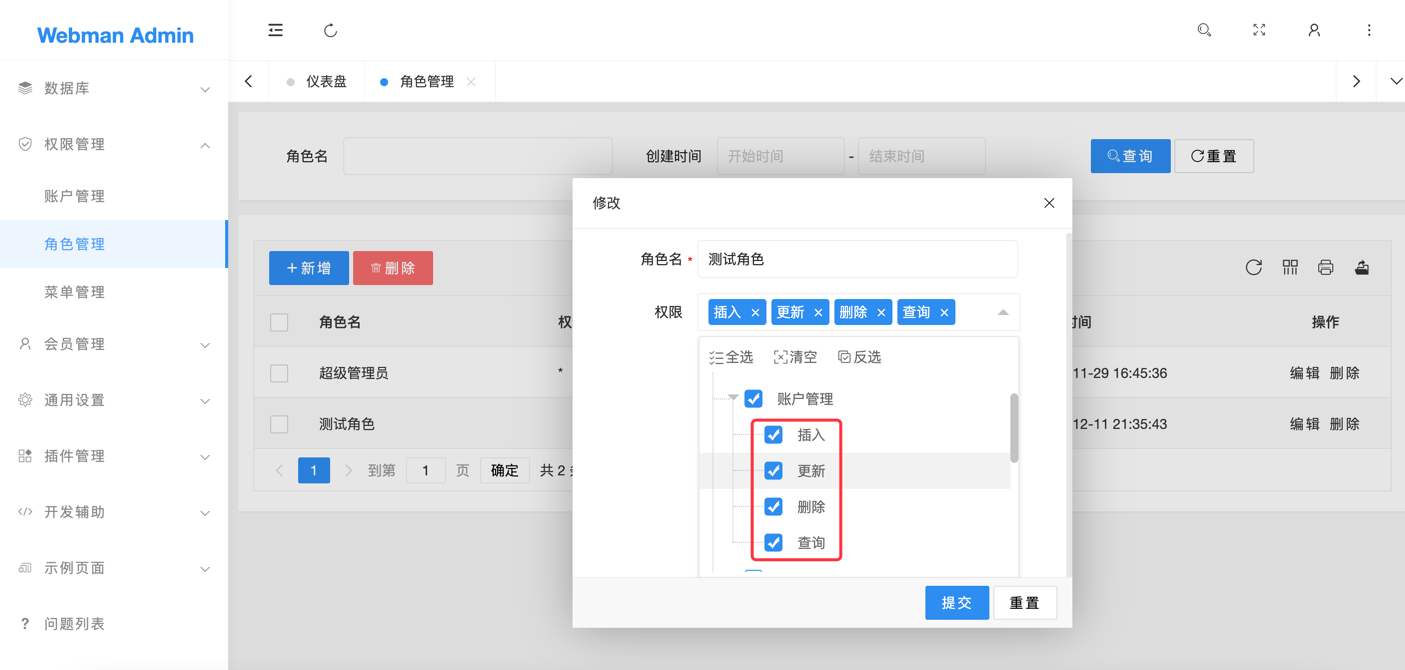 Webman Admin
数据库
权限管理
账户管理
角色管理
菜单管理
会员管理
通用设置
插件管理
开发辅助
示例页面
? 问题列表
仪表盘
角色管理
角色名
创建时间 开始时间 - 结束时间
查询 重置
+新增 删除
角色名 权 时间 操作
超级管理员 * 11-29 16:45:36 编辑 删除
测试角色 12-11 21:35:43 编辑 删除
1 到第 1 页 确定 共 2
修改
角色名 * 测试角色
权限 插入 更新 删除 查询
全选 清空 反选
账户管理
插入
更新
删除
查询
提交 重置